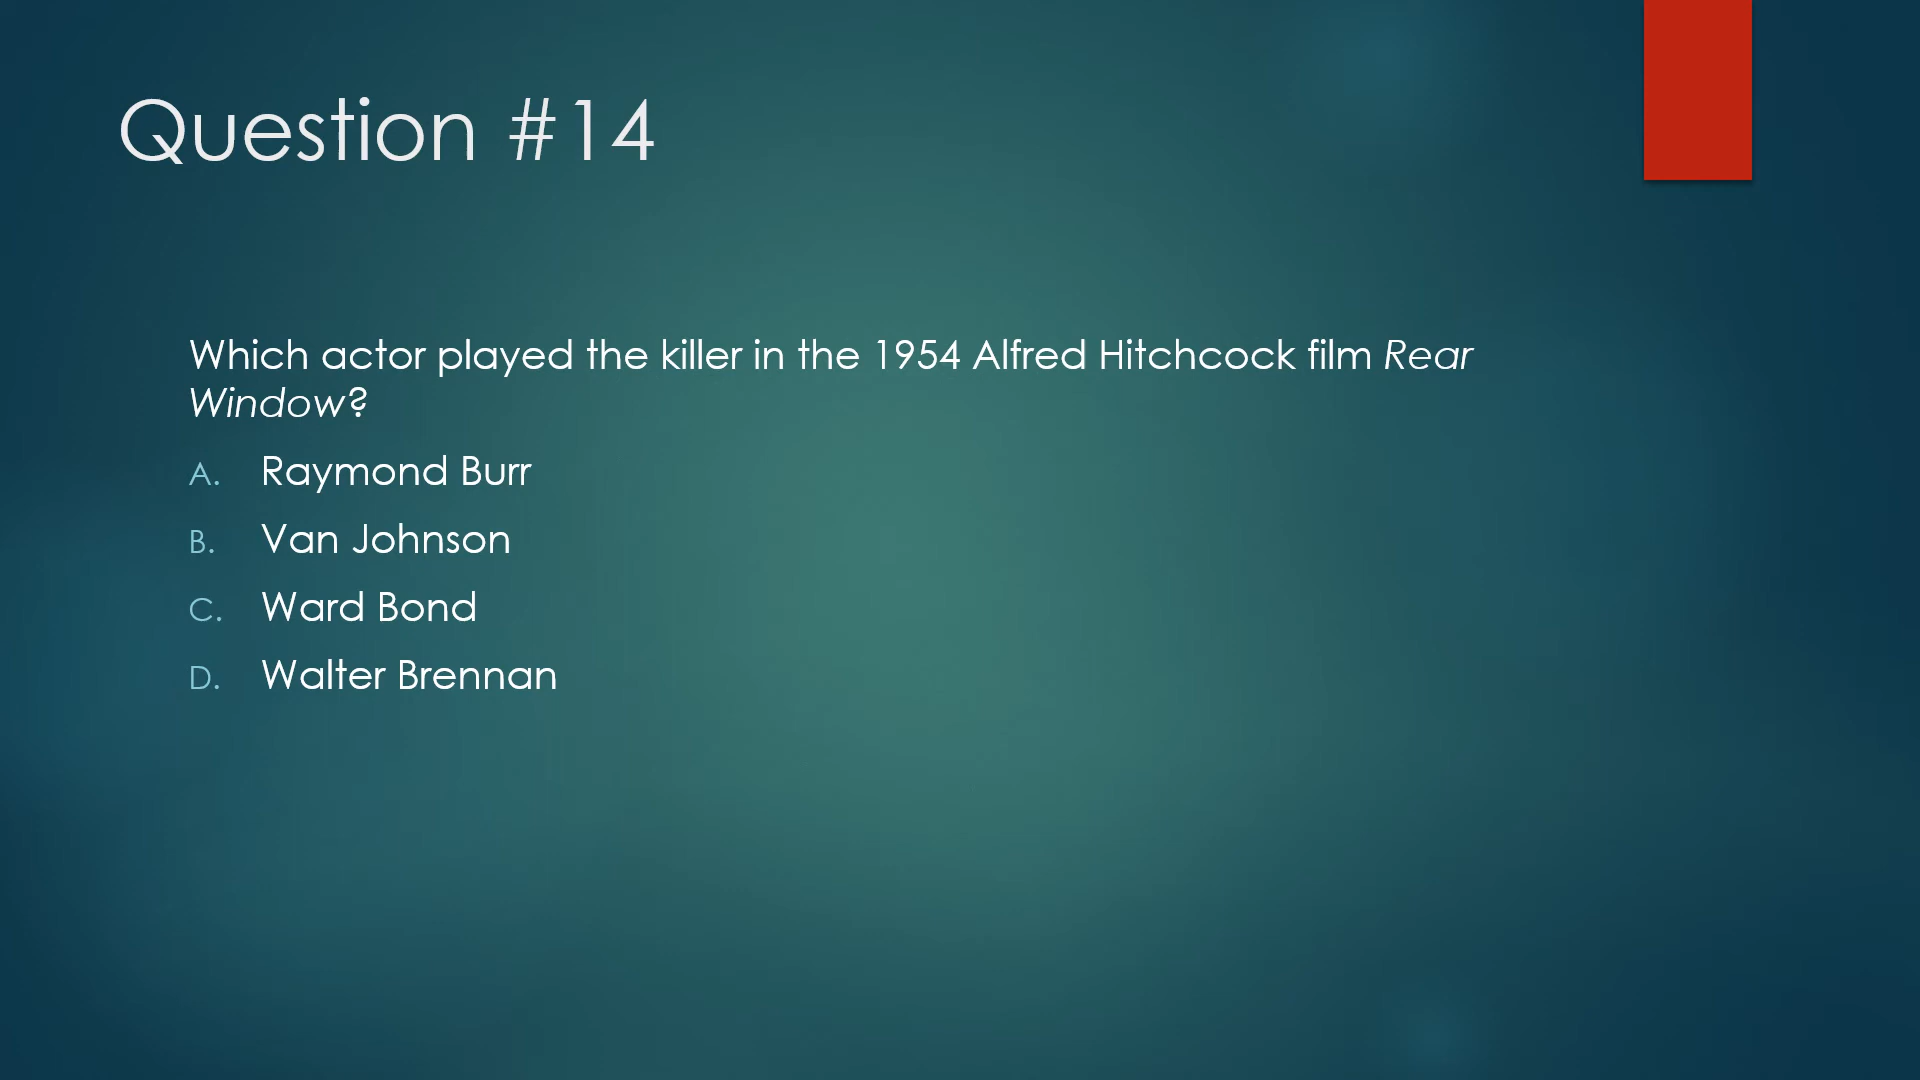 Question #14
Which actor played the killer in the 1954 Alfred Hitchcock film Rear
Window?
A. Raymond Burr
B. Van Johnson
C. Ward Bond
D. Walter Brennan